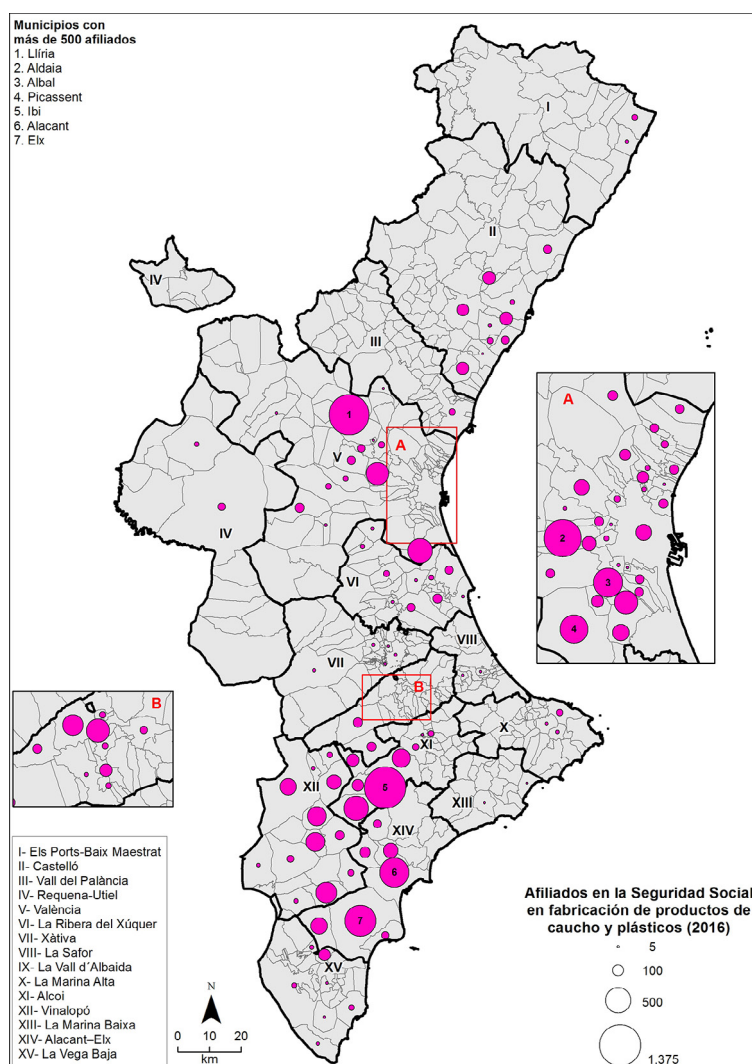 Municipios con
más de 500 afiliados
1. Llíria
2. Aldaia
3. Albal
4. Picassent
5. Ibi
6. Alacant
7. Elx
I
II
IV
III
1
A
V
IV
VI
VIII
VII
B
X
XI
XII
5
XIII
XIV
6
7
XV
A
2
3
4
B
I- Els Ports-Baix Maestrat
II- Castelló
III- Vall del Palància
IV- Requena-Utiel
V- València
VI- La Ribera del Xúquer
VII- Xàtiva
VIII- La Safor
IX- La Vall d´Albaida
X- La Marina Alta
XI- Alcoi
XII- Vinalopó
XIII- La Marina Baixa
XIV- Alacant–Elx
XV- La Vega Baja
N
0 10 20
km
Afiliados en la Seguridad Social
en fabricación de productos de
caucho y plásticos (2016)
5
100
500
1.375